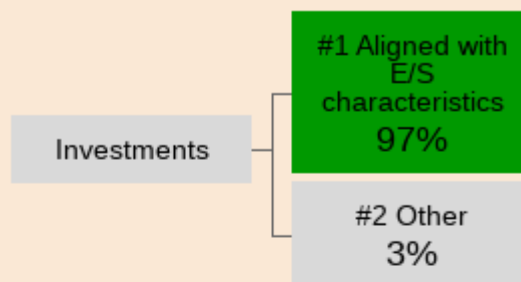 Investments
#1 Aligned with
E/S
characteristics
97%
#2 Other
3%